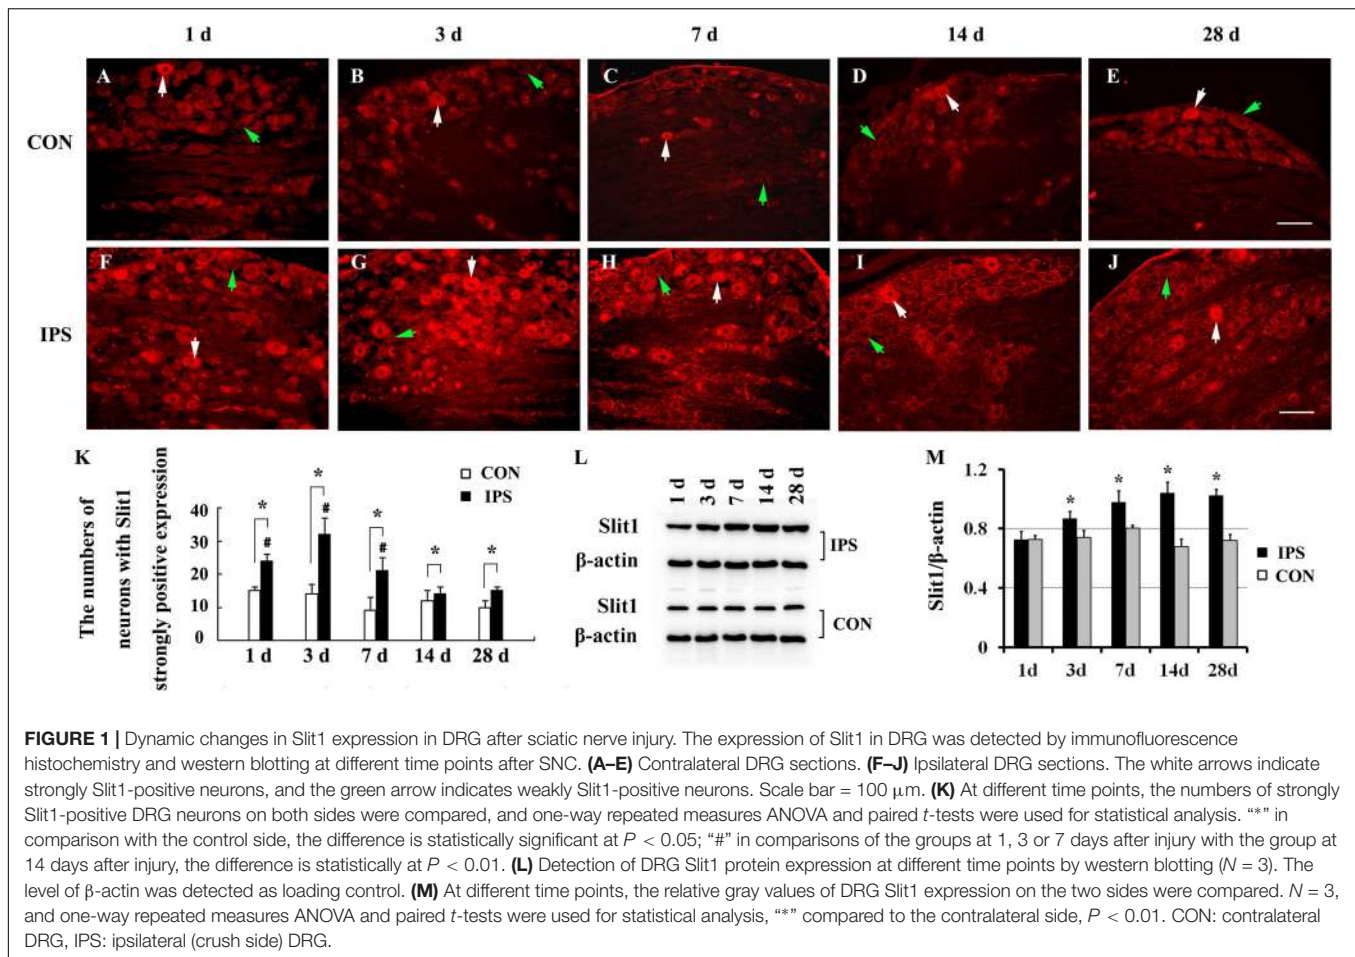 1 d 3 d 7 d 14 d 28 d
A B C D E
CON
F G H I J
IPS
K
The numbers of
neurons with Slit1
strongly positive expression
40
30
20
10
0
* * * * *
# # #
CON
IPS
1 d 3 d 7 d 14 d 28 d
L
1 d 3 d 7 d 14 d 28 d
Slit1
β-actin
IPS
Slit1
β-actin
CON
M
Slit1/β-actin
1.2
0.8
0.4
0
* * * *
IPS
CON
1d 3d 7d 14d 28d
FIGURE 1 | Dynamic changes in Slit1 expression in DRG after sciatic nerve injury. The expression of Slit1 in DRG was detected by immunofluorescence
histochemistry and western blotting at different time points after SNC. (A–E) Contralateral DRG sections. (F–J) Ipsilateral DRG sections. The white arrows indicate
strongly Slit1-positive neurons, and the green arrow indicates weakly Slit1-positive neurons. Scale bar = 100 μm. (K) At different time points, the numbers of strongly
Slit1-positive DRG neurons on both sides were compared, and one-way repeated measures ANOVA and paired t-tests were used for statistical analysis. “*” in
comparison with the control side, the difference is statistically significant at P < 0.05; “#” in comparisons of the groups at 1, 3 or 7 days after injury with the group at
14 days after injury, the difference is statistically at P < 0.01. (L) Detection of DRG Slit1 protein expression at different time points by western blotting (N = 3). The
level of β-actin was detected as loading control. (M) At different time points, the relative gray values of DRG Slit1 expression on the two sides were compared. N = 3,
and one-way repeated measures ANOVA and paired t-tests were used for statistical analysis, “*” compared to the contralateral side, P < 0.01. CON: contralateral
DRG, IPS: ipsilateral (crush side) DRG.